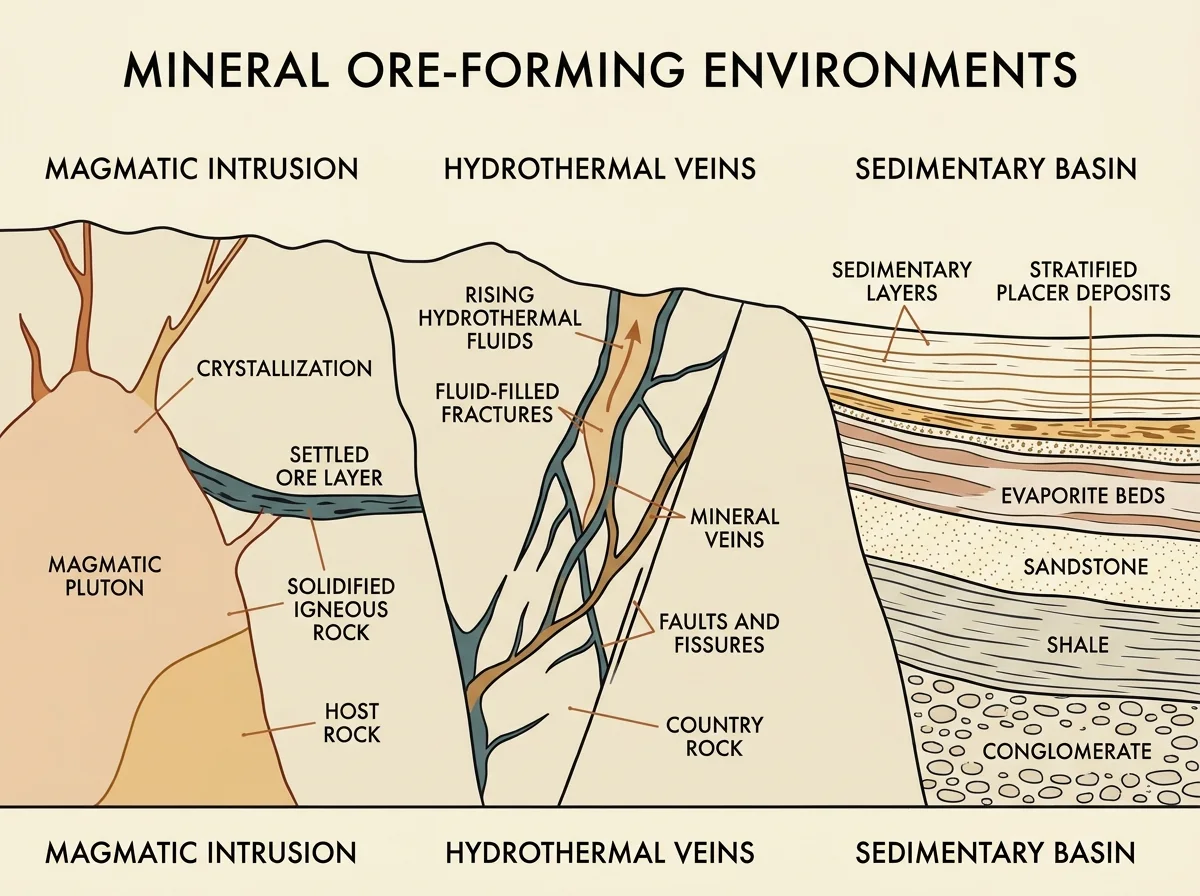 MINERAL ORE-FORMING ENVIRONMENTS
MAGMATIC INTRUSION
HYDROTHERMAL VEINS
SEDIMENTARY BASIN
CRYSTALLIZATION
SETTLED
ORE LAYER
MAGMATIC
PLUTON
SOLIDIFIED
IGNEOUS
ROCK
HOST
ROCK
RISING
HYDROTHERMAL
FLUIDS
FLUID-FILLED
FRACTURES
MINERAL
VEINS
FAULTS AND
FISSURES
COUNTRY
ROCK
SEDIMENTARY
LAYERS
STRATIFIED
PLACER DEPOSITS
EVAPORITE BEDS
SANDSTONE
SHALE
CONGLOMERATE
MAGMATIC INTRUSION
HYDROTHERMAL VEINS
SEDIMENTARY BASIN